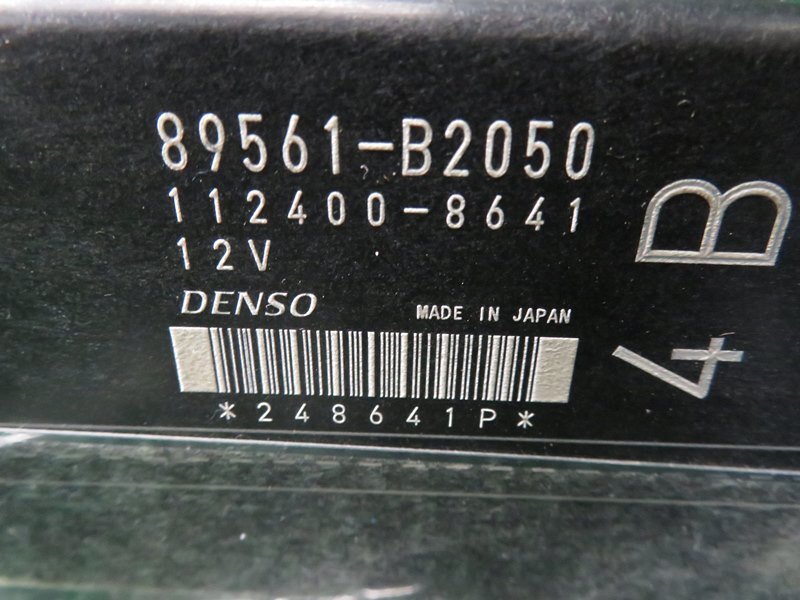 89561-B2050
112400-8641
12V
DENSO
MADE IN JAPAN
*248641P*
4B